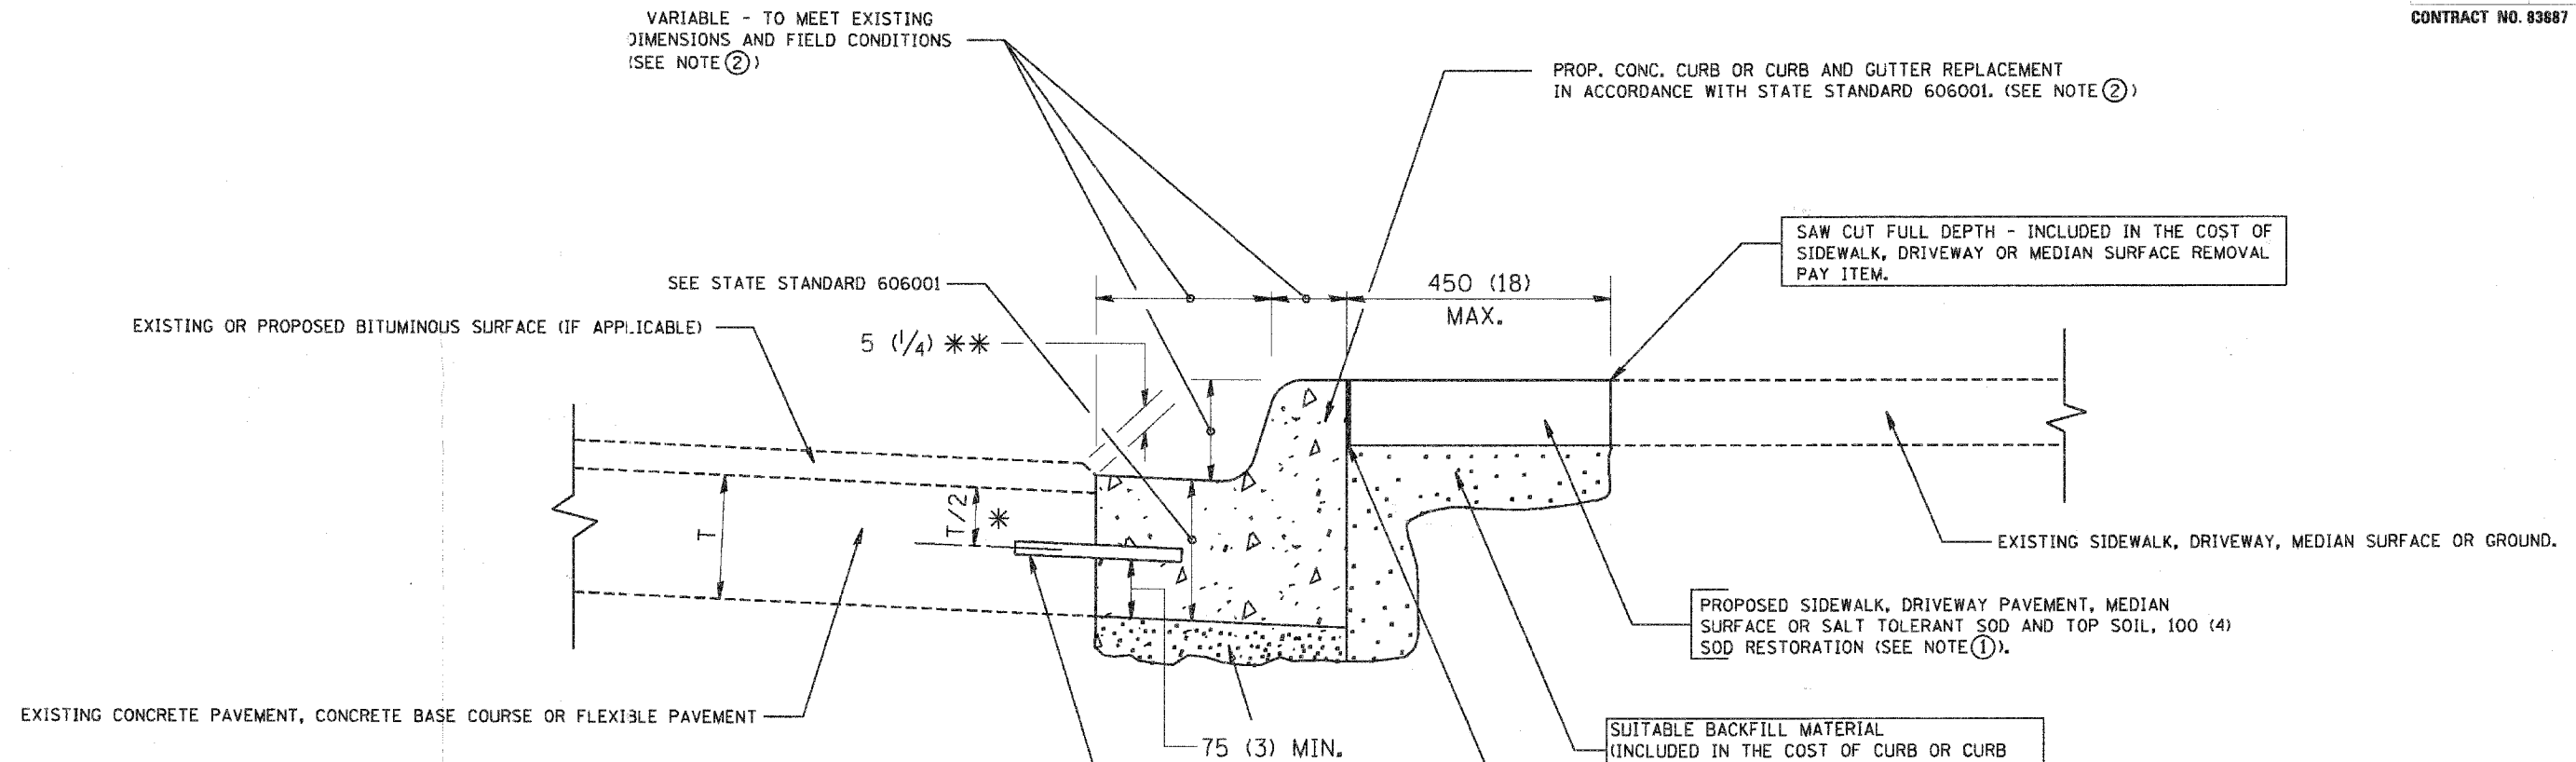 CONTRACT NO. 83687
VARIABLE - TO MEET EXISTING
DIMENSIONS AND FIELD CONDITIONS
(SEE NOTE ②)
PROP. CONC. CURB OR CURB AND GUTTER REPLACEMENT
IN ACCORDANCE WITH STATE STANDARD 606001. (SEE NOTE ②)
SAW CUT FULL DEPTH - INCLUDED IN THE COST OF
SIDEWALK, DRIVEWAY OR MEDIAN SURFACE REMOVAL
PAY ITEM.
SEE STATE STANDARD 606001
450 (18)
MAX.
EXISTING OR PROPOSED BITUMINOUS SURFACE (IF APPLICABLE)
5 (1/4) **
T
T/2
*
EXISTING SIDEWALK, DRIVEWAY, MEDIAN SURFACE OR GROUND.
PROPOSED SIDEWALK, DRIVEWAY PAVEMENT, MEDIAN
SURFACE OR SALT TOLERANT SOD AND TOP SOIL, 100 (4)
SOD RESTORATION (SEE NOTE ①).
EXISTING CONCRETE PAVEMENT, CONCRETE BASE COURSE OR FLEXIBLE PAVEMENT
75 (3) MIN.
SUITABLE BACKFILL MATERIAL
(INCLUDED IN THE COST OF CURB OR CURB